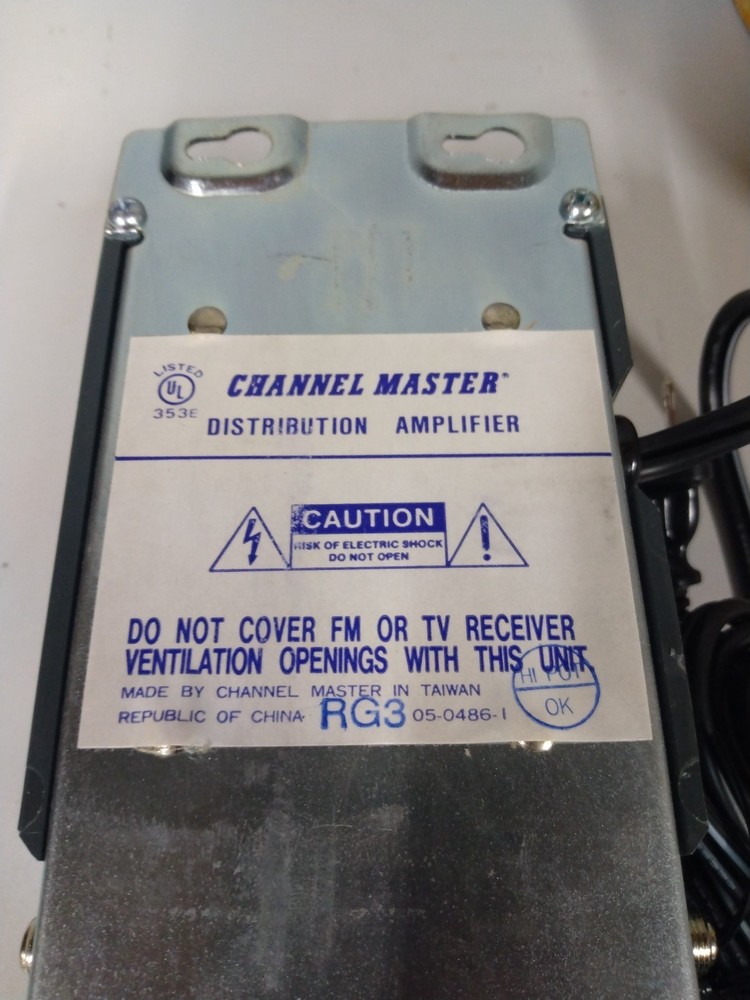 LISTED
UL
353E
CHANNEL MASTER®
DISTRIBUTION AMPLIFIER
CAUTION
RISK OF ELECTRIC SHOCK
DO NOT OPEN
DO NOT COVER FM OR TV RECEIVER
VENTILATION OPENINGS WITH THIS UNIT.
HI POT
OK
MADE BY CHANNEL MASTER IN TAIWAN
REPUBLIC OF CHINA. RG3 05-0486-1